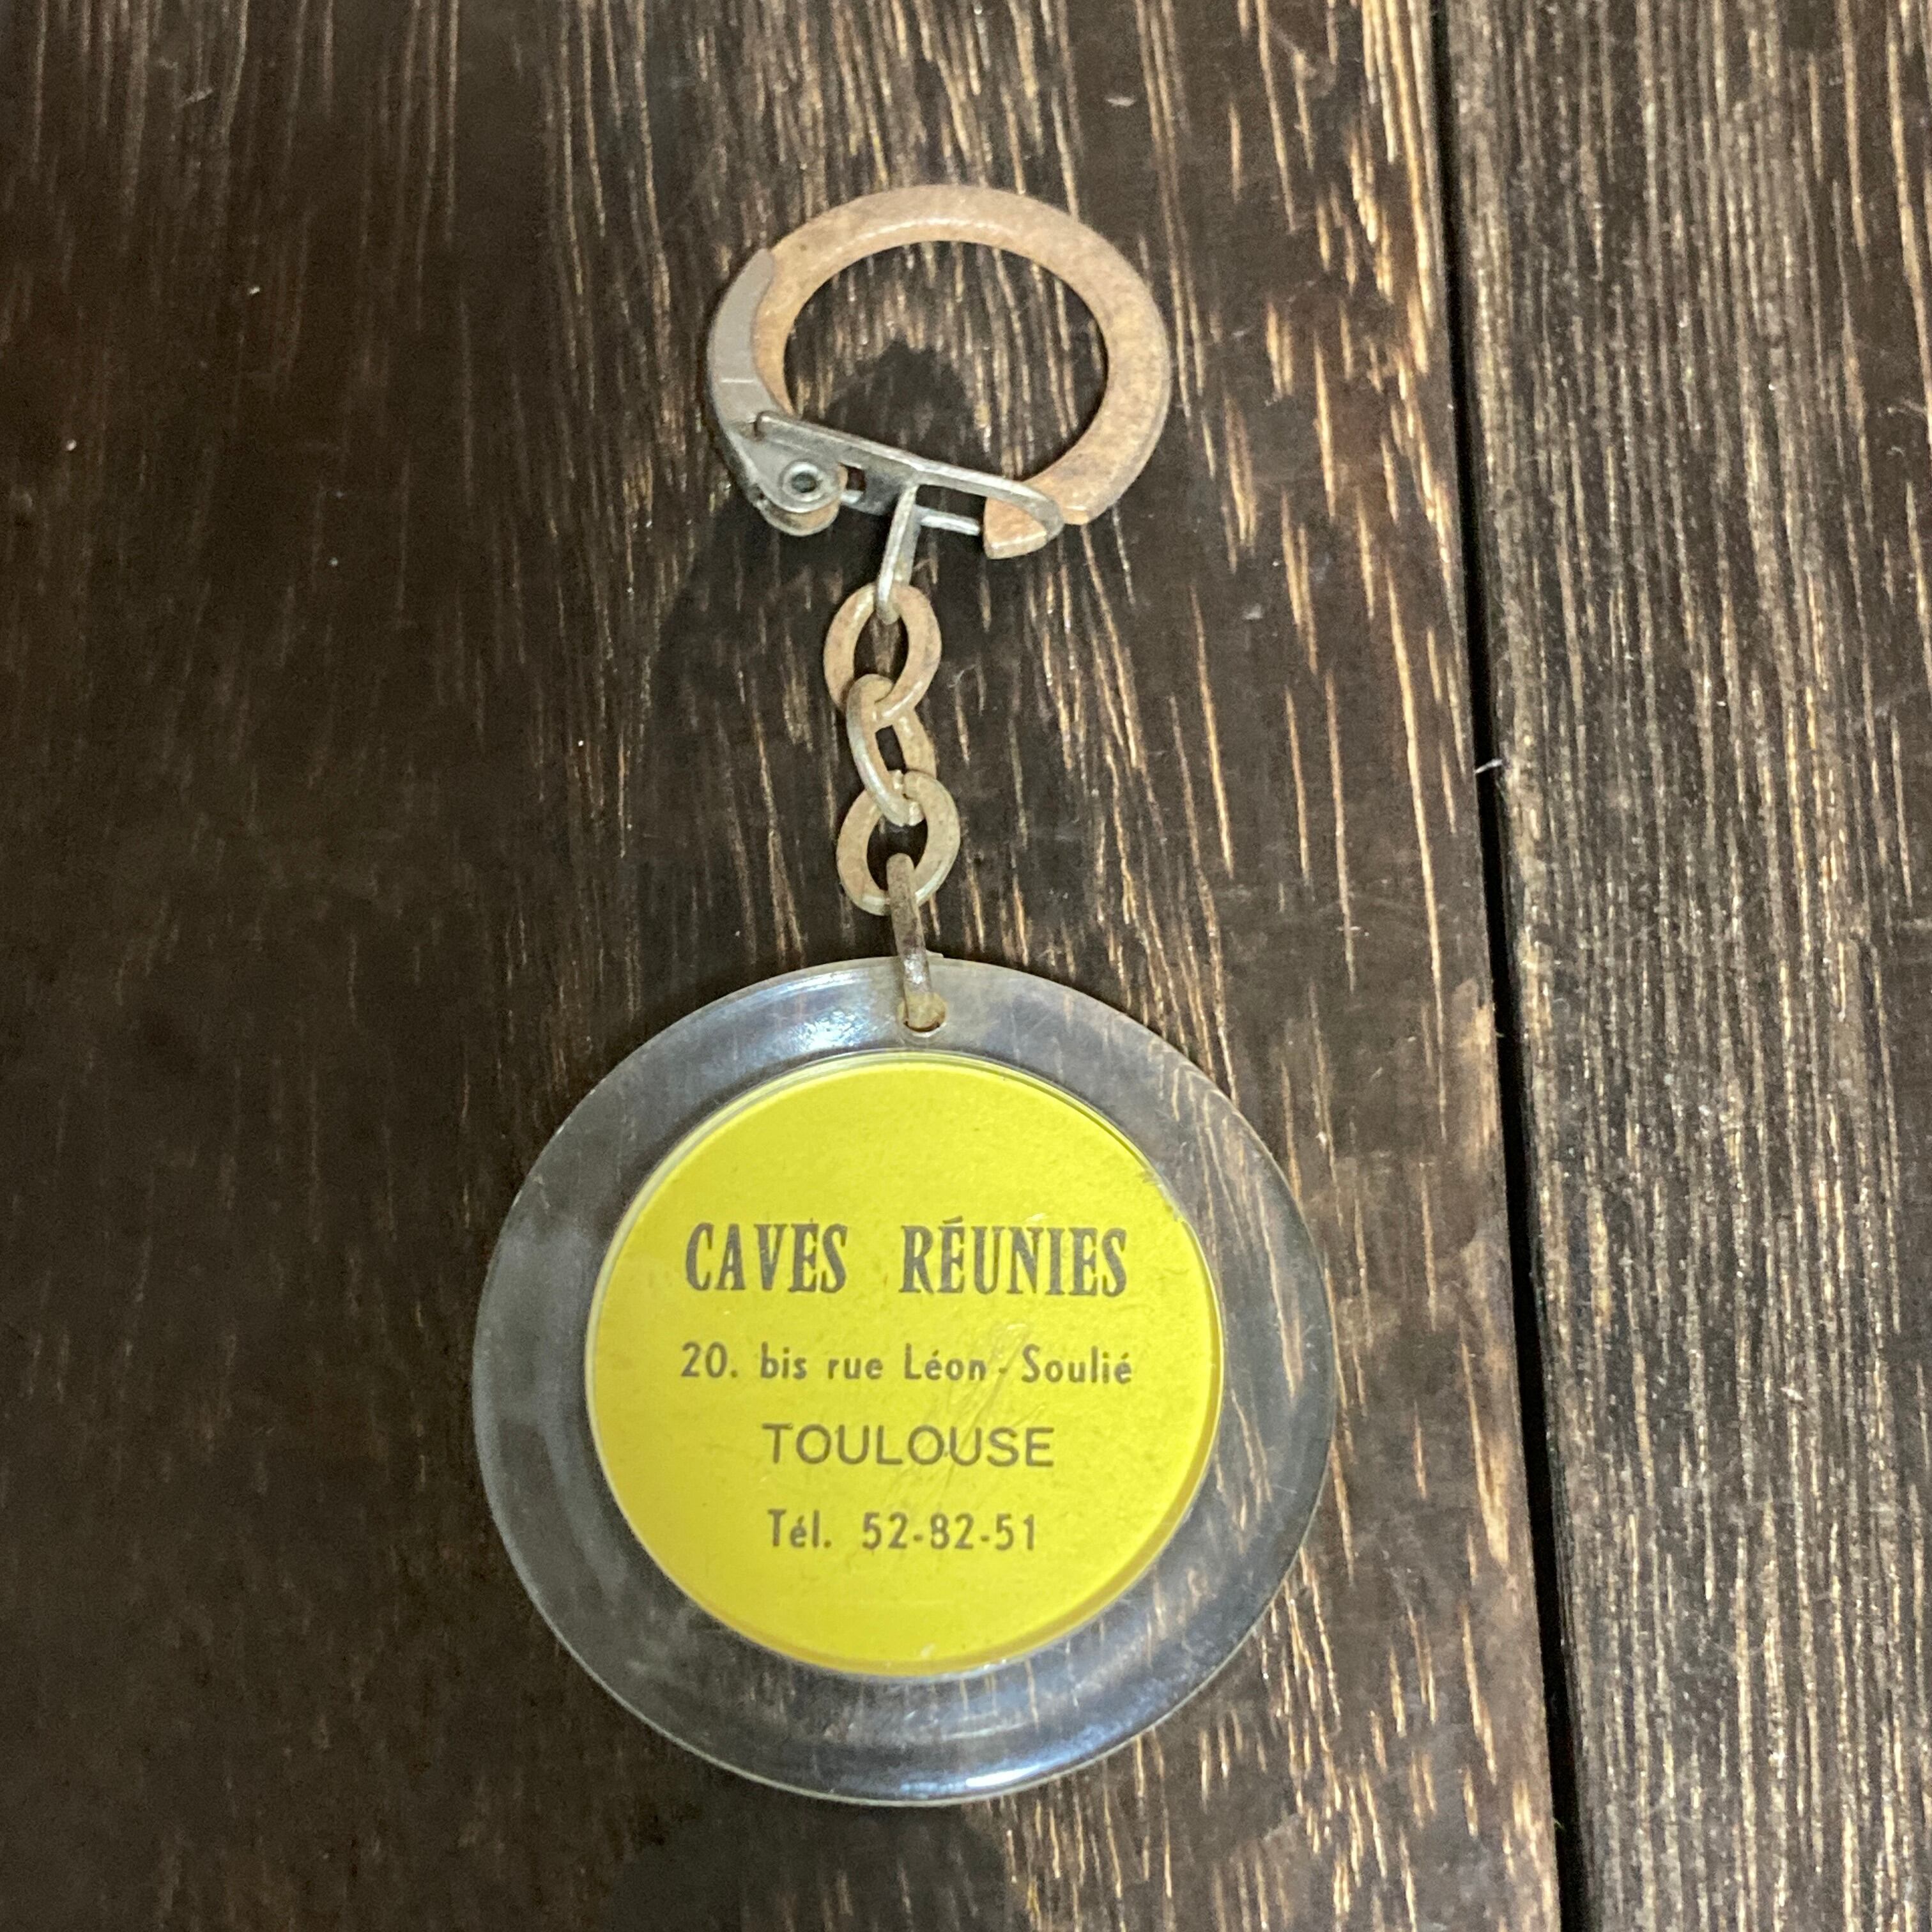 CAVES RÉUNIES
20. bis rue Léon - Soulié
TOULOUSE
Tél. 52-82-51